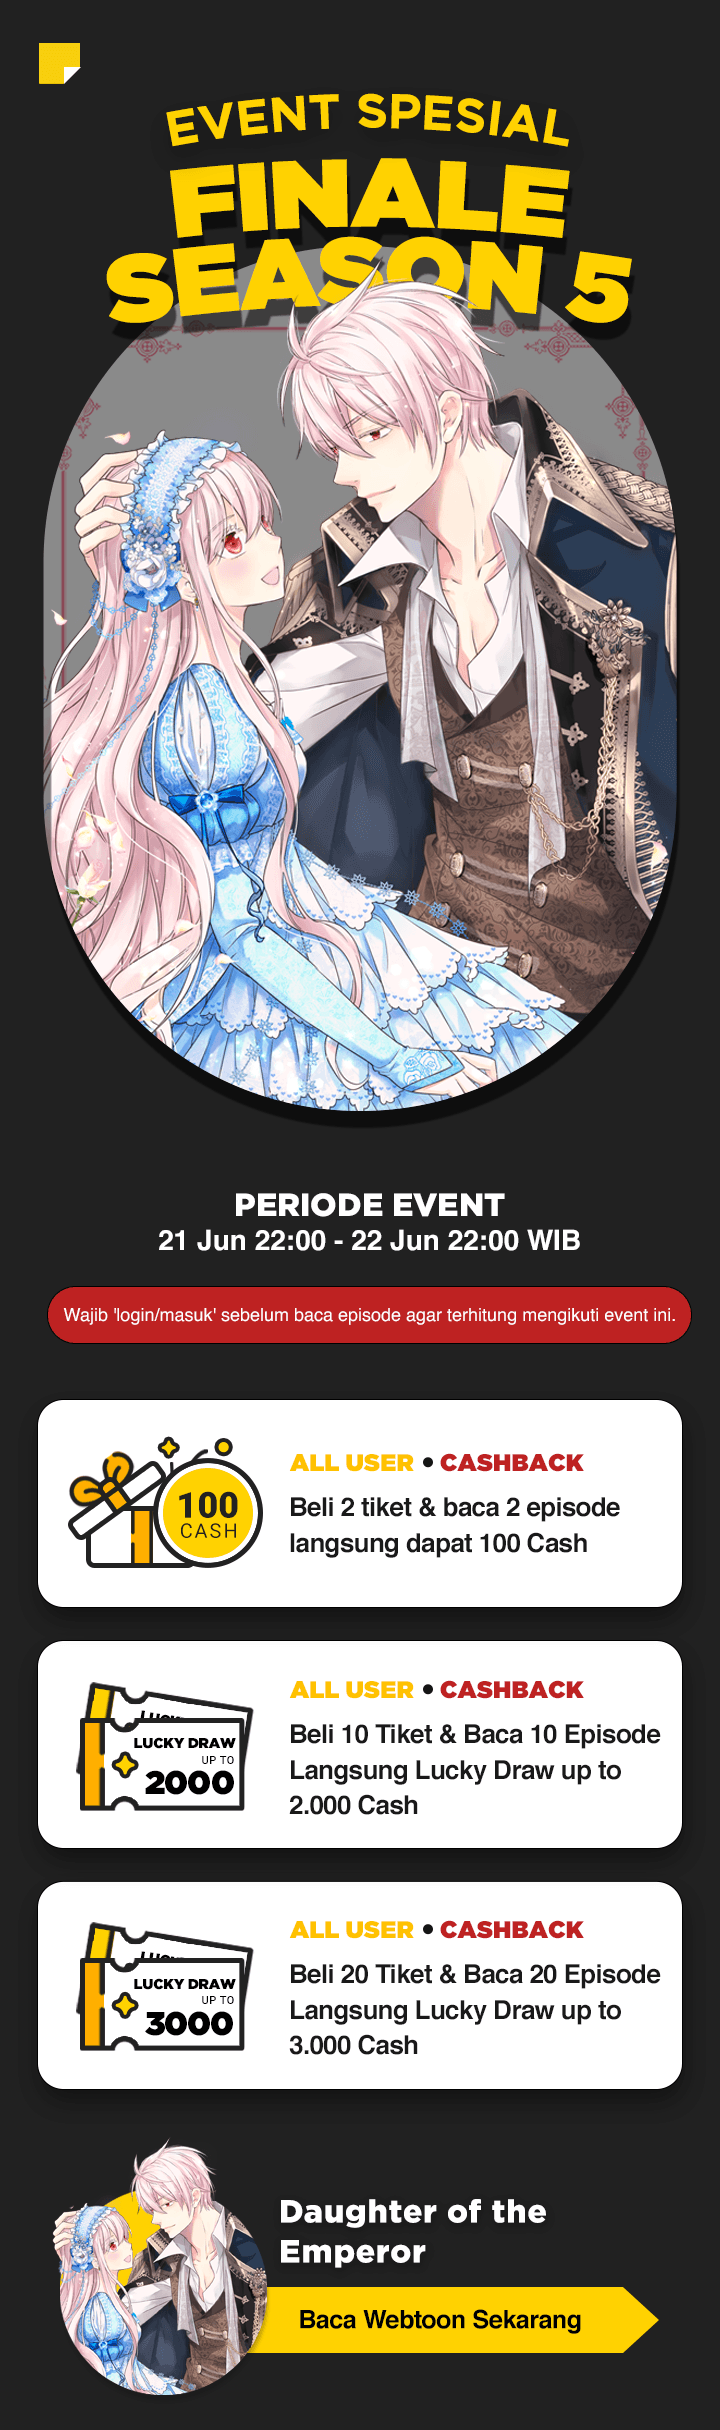 EVENT SPESIAL
FINALE
SEASON 5
PERIODE EVENT
21 Jun 22:00 - 22 Jun 22:00 WIB
Wajib 'login/masuk' sebelum baca episode agar terhitung mengikuti event ini.
100
CASH
ALL USER • CASHBACK
Beli 2 tiket & baca 2 episode
langsung dapat 100 Cash
LUCKY DRAW
UP TO
2000
ALL USER • CASHBACK
Beli 10 Tiket & Baca 10 Episode
Langsung Lucky Draw up to
2.000 Cash
LUCKY DRAW
UP TO
3000
ALL USER • CASHBACK
Beli 20 Tiket & Baca 20 Episode
Langsung Lucky Draw up to
3.000 Cash
Daughter of the
Emperor
Baca Webtoon Sekarang